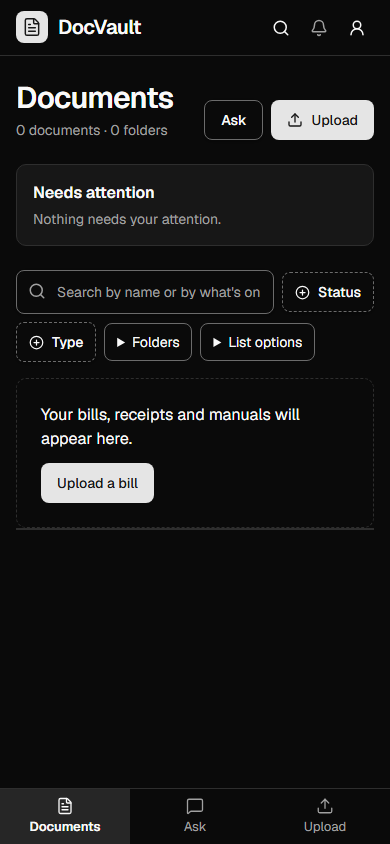 DocVault
Documents
0 documents · 0 folders
Ask
Upload
Needs attention
Nothing needs your attention.
Search by name or by what's on
Status
Type
Folders
List options
Your bills, receipts and manuals will
appear here.
Upload a bill
Documents
Ask
Upload